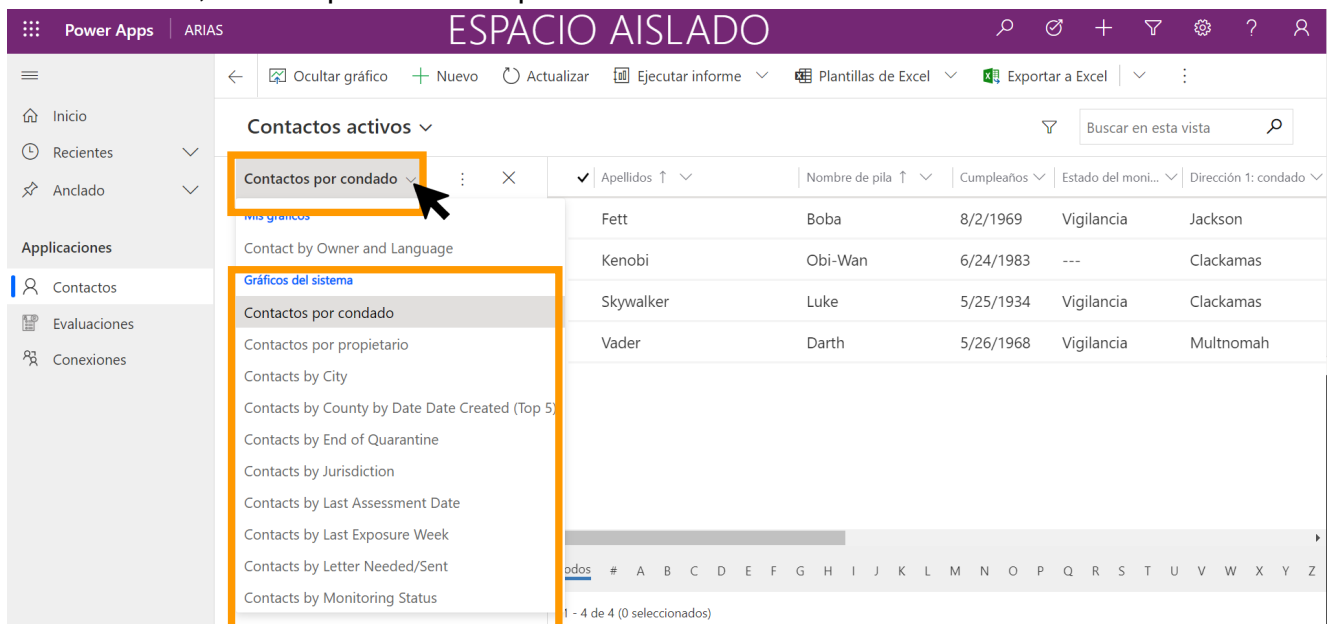 Power Apps ARIAS ESPACIO AISLADO
Ocultar gráfico Nuevo Actualizar Ejecutar informe Plantillas de Excel Exportar a Excel
Inicio
Recientes
Anclado
Aplicaciones
Contactos
Evaluaciones
Conexiones
Contactos activos
Buscar en esta vista
Contactos por condado
Mis gráficos
Contact by Owner and Language
Gráficos del sistema
Contactos por condado
Contactos por propietario
Contacts by City
Contacts by County by Date Date Created (Top 5)
Contacts by End of Quarantine
Contacts by Jurisdiction
Contacts by Last Assessment Date
Contacts by Last Exposure Week
Contacts by Letter Needed/Sent
Contacts by Monitoring Status
Apellidos ↑ Nombre de pila ↑ Cumpleaños Estado del moni... Dirección 1: condado
Fett Boba 8/2/1969 Vigilancia Jackson
Kenobi Obi-Wan 6/24/1983 --- Clackamas
Skywalker Luke 5/25/1934 Vigilancia Clackamas
Vader Darth 5/26/1968 Vigilancia Multnomah
odos # A B C D E F G H I J K L M N O P Q R S T U V W X Y Z
1 - 4 de 4 (0 seleccionados)